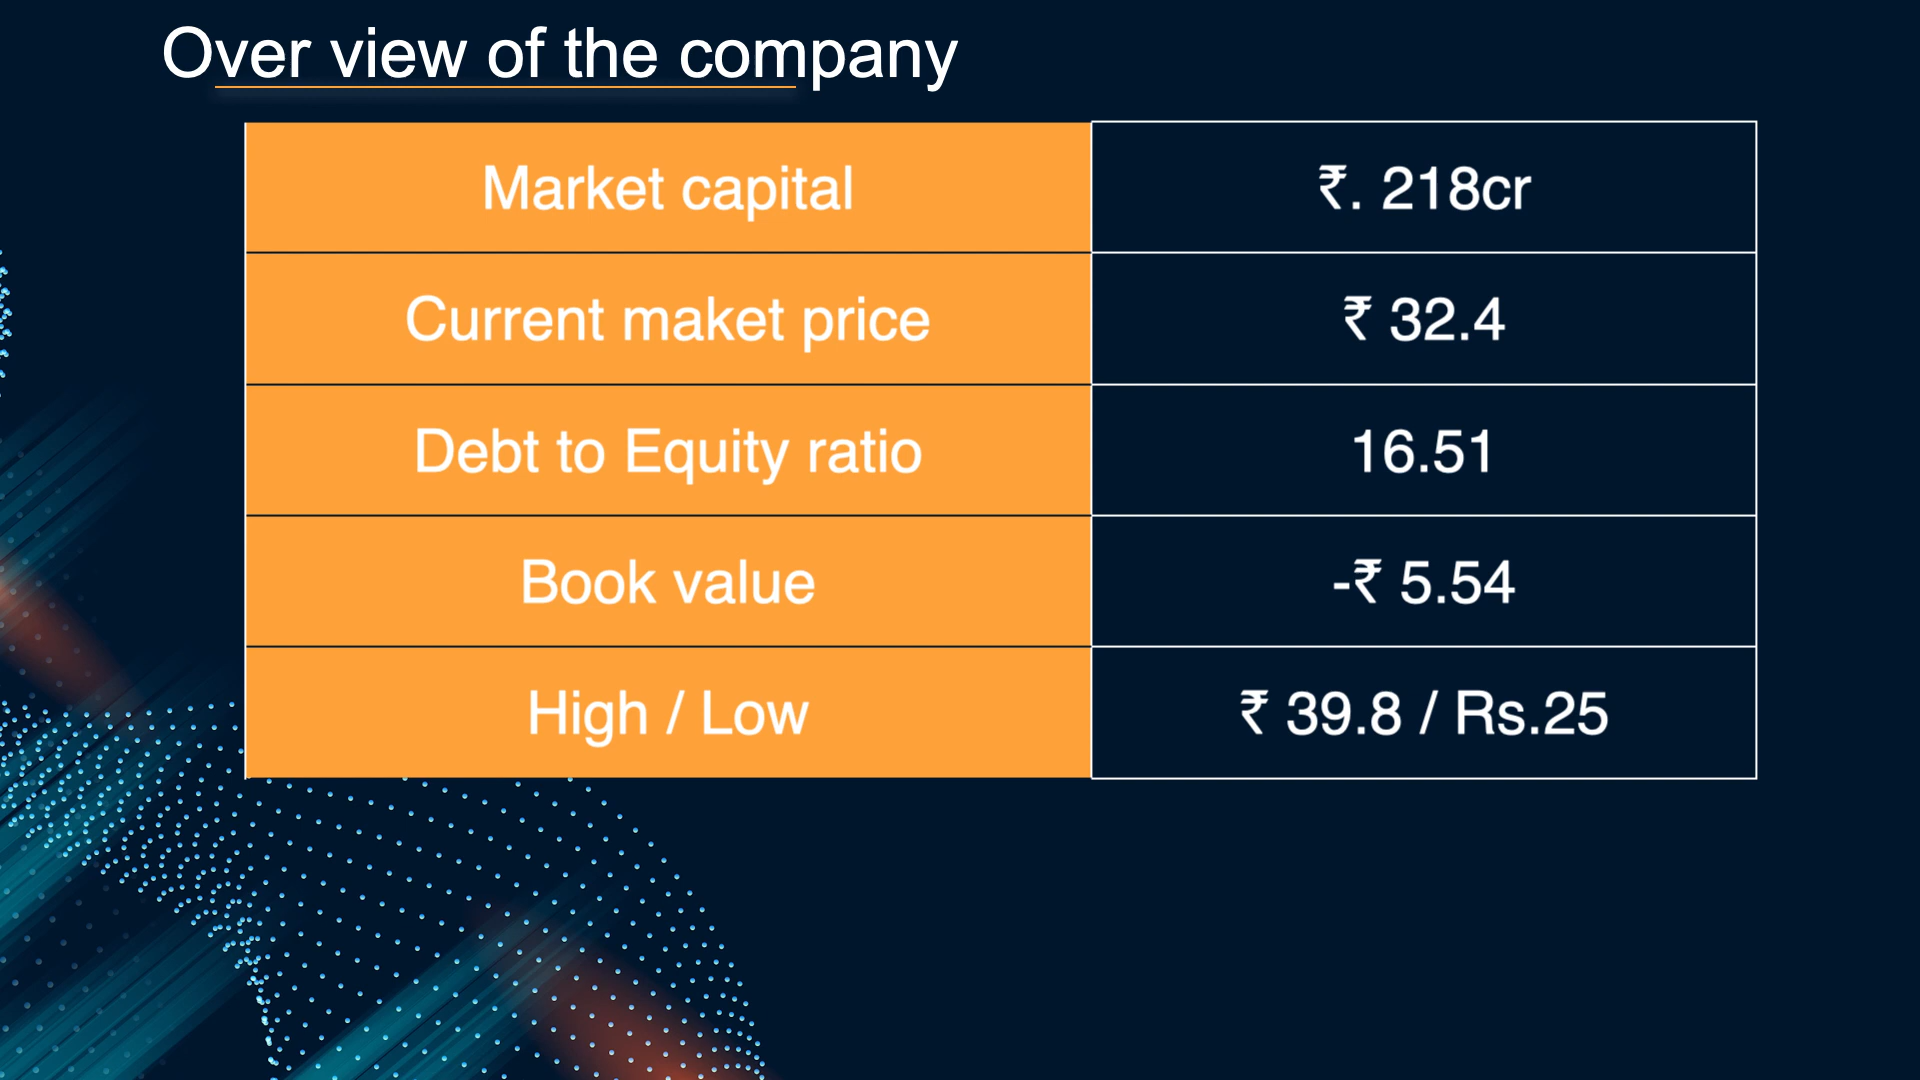 Over view of the company
Market capital ₹. 218cr
Current maket price ₹ 32.4
Debt to Equity ratio 16.51
Book value -₹ 5.54
High / Low ₹ 39.8 / Rs.25